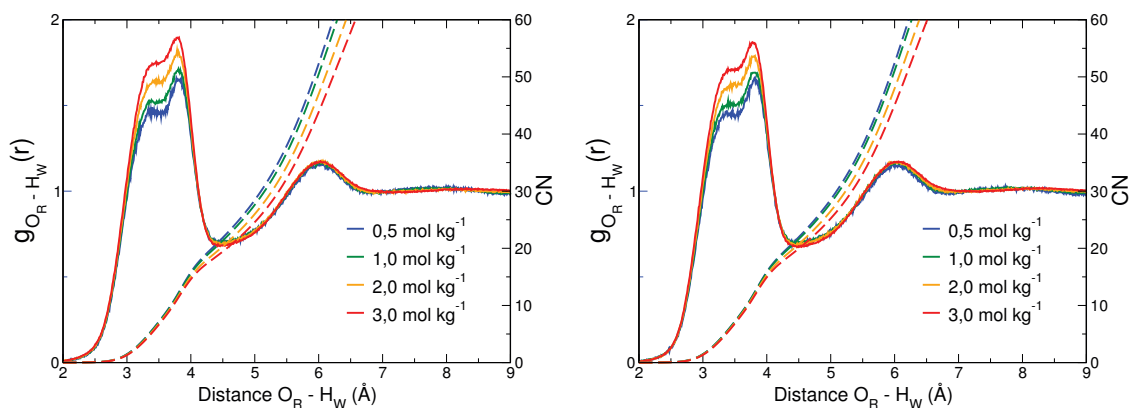 2
1
0
g_{O_R - H_W}(r)
60
50
40
30
20
10
0
CN
0,5 mol kg^{-1}
1,0 mol kg^{-1}
2,0 mol kg^{-1}
3,0 mol kg^{-1}
2 3 4 5 6 7 8 9
Distance O_R - H_W (Å)
2
1
0
g_{O_R - H_W}(r)
60
50
40
30
20
10
0
CN
0,5 mol kg^{-1}
1,0 mol kg^{-1}
2,0 mol kg^{-1}
3,0 mol kg^{-1}
2 3 4 5 6 7 8 9
Distance O_R - H_W (Å)